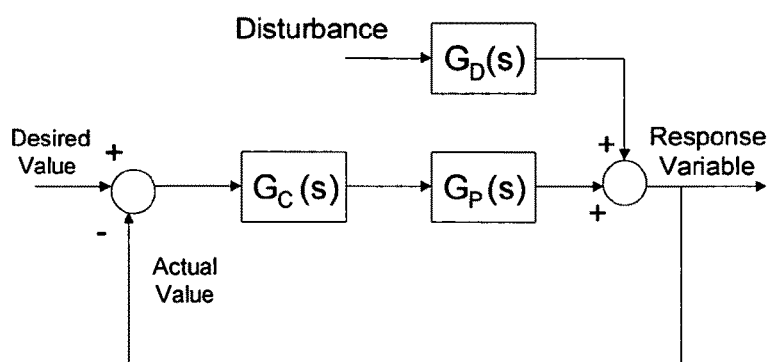 Disturbance
G_D(s)
Desired
Value
+
+
Response
Variable
G_C(s)
G_P(s)
+
-
Actual
Value